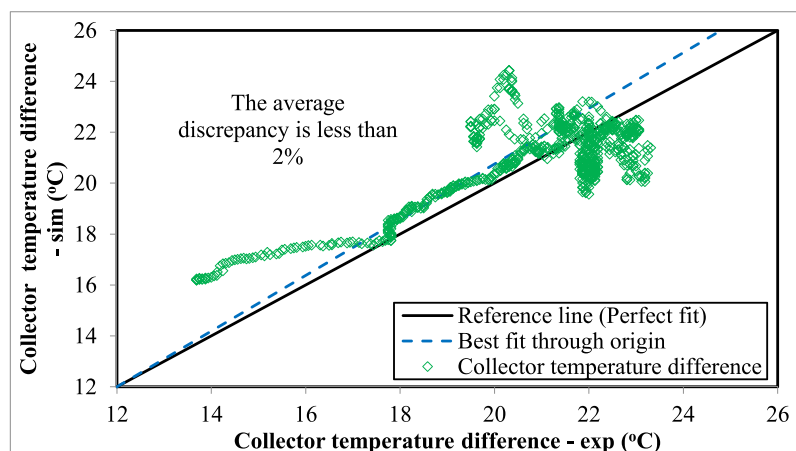 Collector temperature difference
- sim (ºC)
26
24
22
20
18
16
14
12
The average
discrepancy is less than
2%
Reference line (Perfect fit)
Best fit through origin
Collector temperature difference
12 14 16 18 20 22 24 26
Collector temperature difference - exp (ºC)